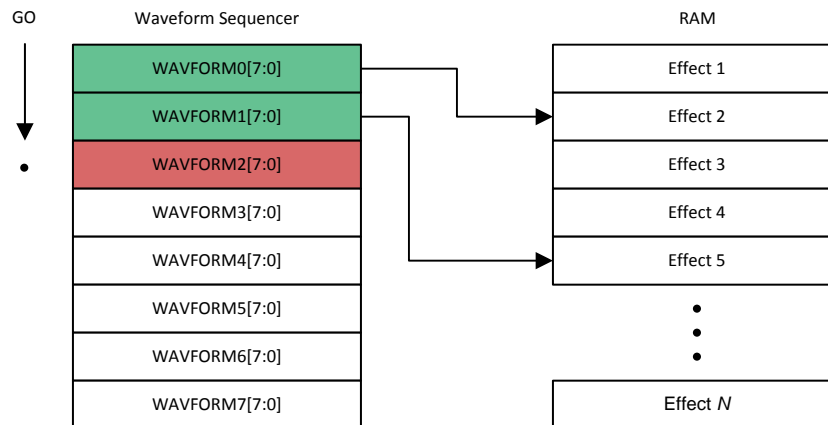 GO
Waveform Sequencer
RAM
WAVFORM0[7:0]
Effect 1
WAVFORM1[7:0]
Effect 2
WAVFORM2[7:0]
Effect 3
WAVFORM3[7:0]
Effect 4
WAVFORM4[7:0]
Effect 5
WAVFORM5[7:0]
WAVFORM6[7:0]
WAVFORM7[7:0]
Effect N